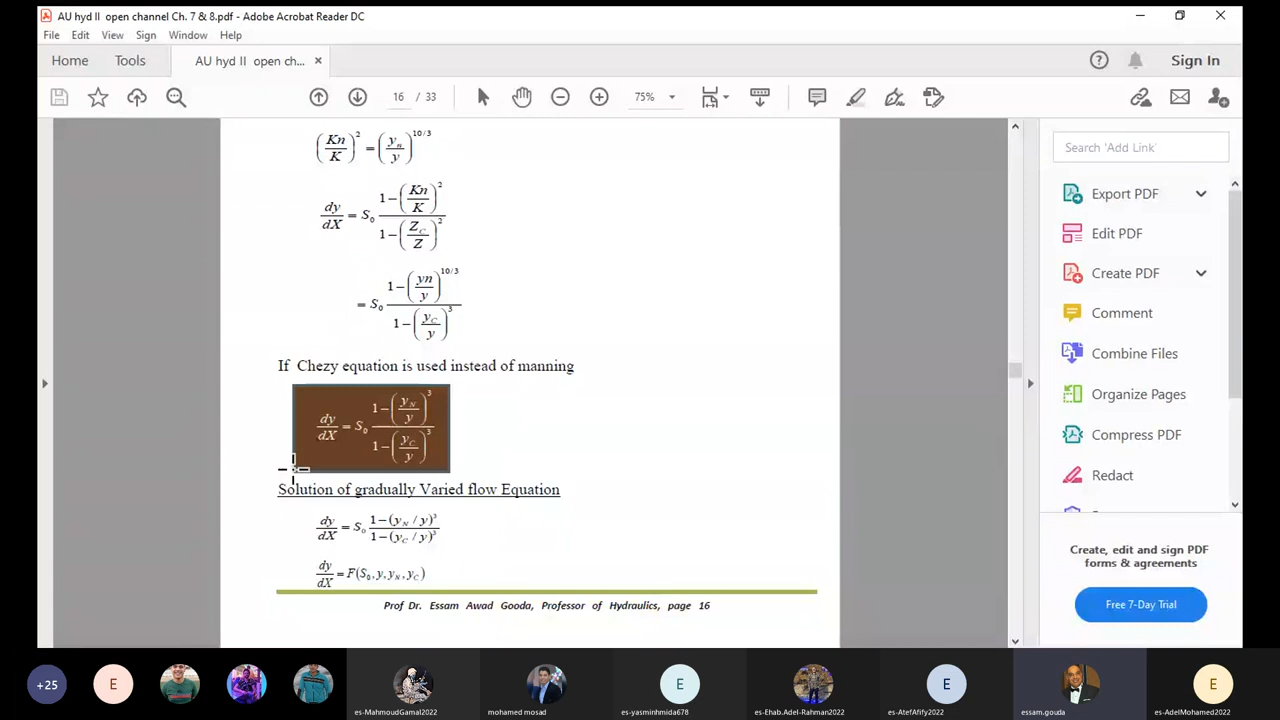 AU hyd II open channel Ch. 7 & 8.pdf - Adobe Acrobat Reader DC
File Edit View Sign Window Help
Home Tools AU hyd II open ch... × Sign In
16 / 33 75%
(Kn/K)^2 = (y_n/y)^10/3
dy/dX = S_0 (1-(Kn/K)^2)/(1-(Z_C/Z)^2)
= S_0 (1-(yn/y)^10/3)/(1-(y_C/y)^3)
If Chezy equation is used instead of manning
dy/dX = S_0 (1-(y_N/y)^3)/(1-(y_C/y)^3)
Solution of gradually Varied flow Equation
dy/dX = S_o (1-(y_N / y)^3)/(1-(y_C / y)^3)
dy/dX = F(S_0, y, y_N, y_C)
Prof Dr. Essam Awad Gooda, Professor of Hydraulics, page 16
Search 'Add Link'
Export PDF
Edit PDF
Create PDF
Comment
Combine Files
Organize Pages
Compress PDF
Redact
Create, edit and sign PDF
forms & agreements
Free 7-Day Trial
+25 E E E E
es-MahmoudGamal2022 mohamed mosad es-yasminhmida678 es-Ehab.Adel-Rahman2022 es-AtefAfify2022 essam.gouda es-AdelMohamed2022